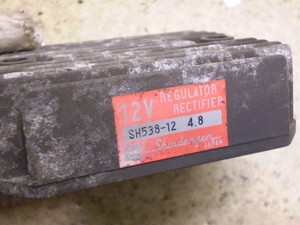 12V REGULATOR
RECTIFIER
SH538-12 4.8
Shindengen
JAPAN